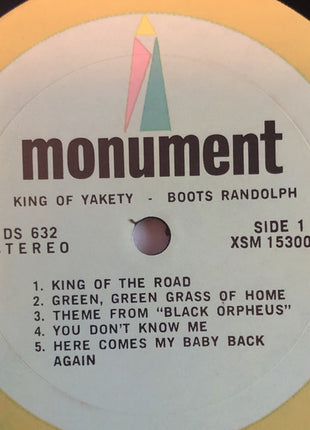 monument
KING OF YAKETY - BOOTS RANDOLPH
DS 632
SIDE 1
STEREO
XSM 15300
1. KING OF THE ROAD
2. GREEN, GREEN GRASS OF HOME
3. THEME FROM "BLACK ORPHEUS"
4. YOU DON'T KNOW ME
5. HERE COMES MY BABY BACK
AGAIN